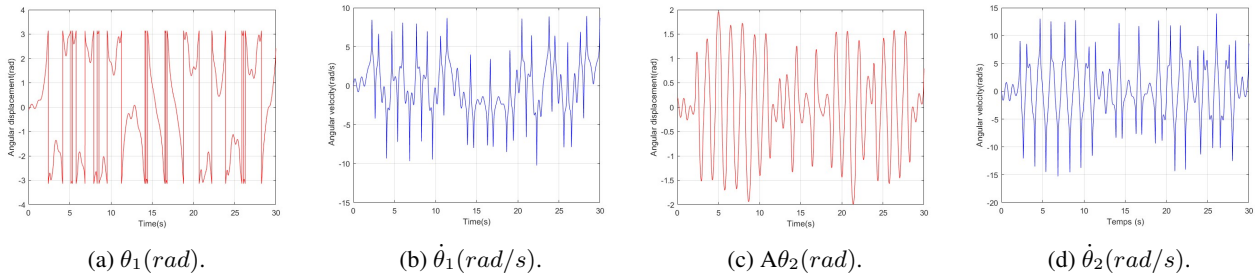 4
3
2
1
0
-1
-2
-3
-4
Angular displacement(rad)
0 5 10 15 20 25 30
Time(s)
(a) θ₁(rad).
10
5
0
-5
-10
-15
Angular velocity(rad/s)
0 5 10 15 20 25 30
Time(s)
(b) θ̇₁(rad/s).
2
1.5
1
0.5
0
-0.5
-1
-1.5
-2
Angular displacement(rad)
0 5 10 15 20 25 30
Time(s)
(c) Aθ₂(rad).
15
10
5
0
-5
-10
-15
-20
Angular velocity(rad/s)
0 5 10 15 20 25 30
Temps (s)
(d) θ̇₂(rad/s).